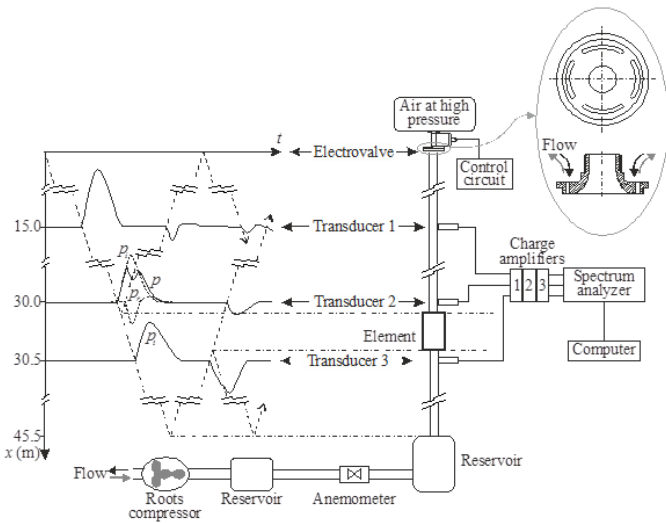 Air at high
pressure
Flow
t
Electrovalve
Control
circuit
15.0
Transducer 1
Charge
amplifiers
1 2 3
Spectrum
analyzer
p
30.0
Transducer 2
Element
Computer
30.5
Transducer 3
45.5
x (m)
Flow
Roots
compressor
Reservoir
Anemometer
Reservoir